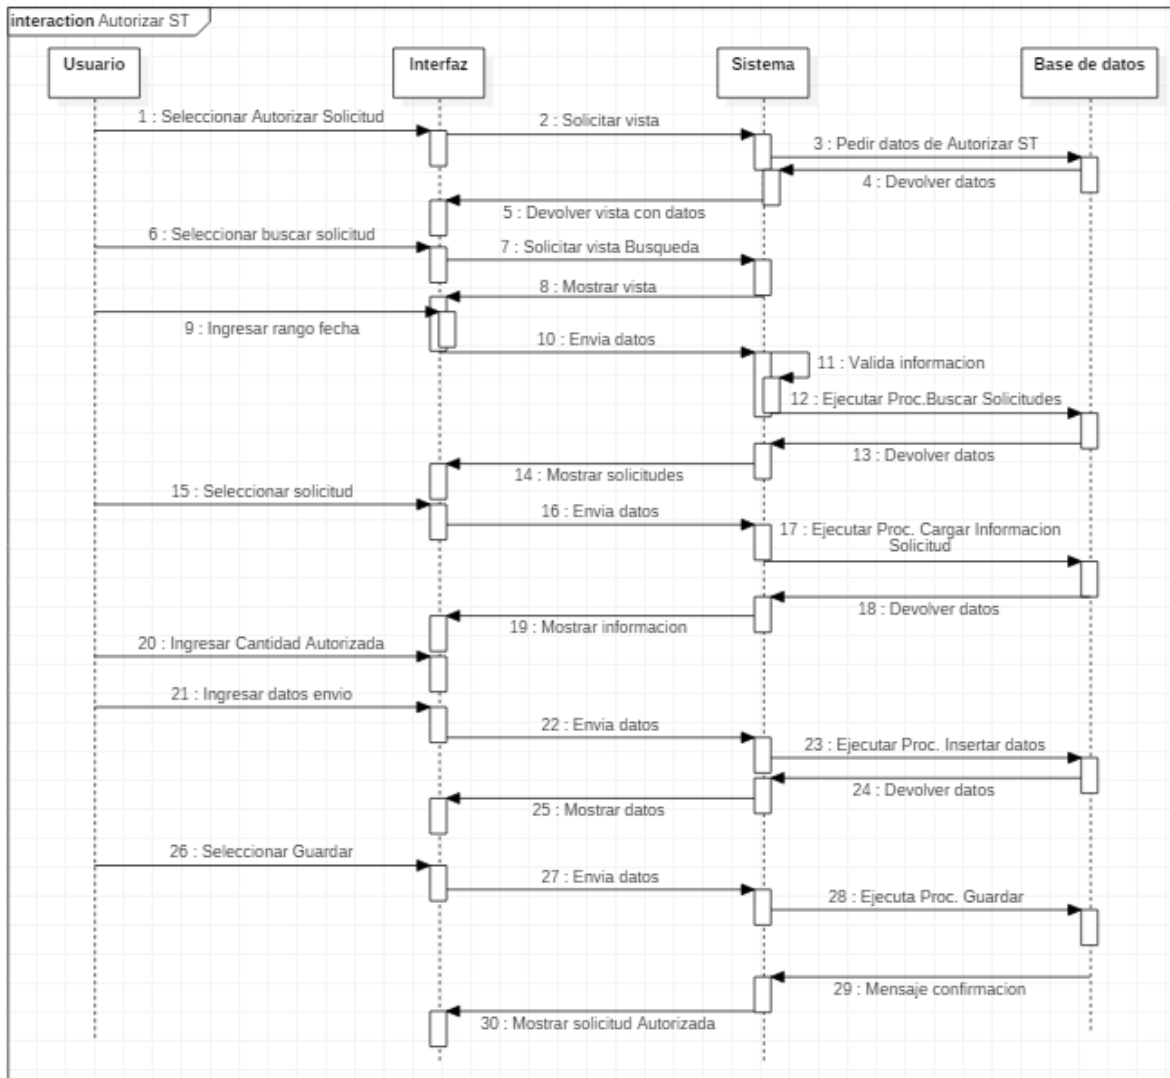 interaction Autorizar ST
Usuario
Interfaz
Sistema
Base de datos
1 : Seleccionar Autorizar Solicitud
2 : Solicitar vista
3 : Pedir datos de Autorizar ST
4 : Devolver datos
5 : Devolver vista con datos
6 : Seleccionar buscar solicitud
7 : Solicitar vista Busqueda
8 : Mostrar vista
9 : Ingresar rango fecha
10 : Envia datos
11 : Valida informacion
12 : Ejecutar Proc.Buscar Solicitudes
13 : Devolver datos
14 : Mostrar solicitudes
15 : Seleccionar solicitud
16 : Envia datos
17 : Ejecutar Proc. Cargar Informacion
Solicitud
18 : Devolver datos
19 : Mostrar informacion
20 : Ingresar Cantidad Autorizada
21 : Ingresar datos envio
22 : Envia datos
23 : Ejecutar Proc. Insertar datos
24 : Devolver datos
25 : Mostrar datos
26 : Seleccionar Guardar
27 : Envia datos
28 : Ejecuta Proc. Guardar
29 : Mensaje confirmacion
30 : Mostrar solicitud Autorizada